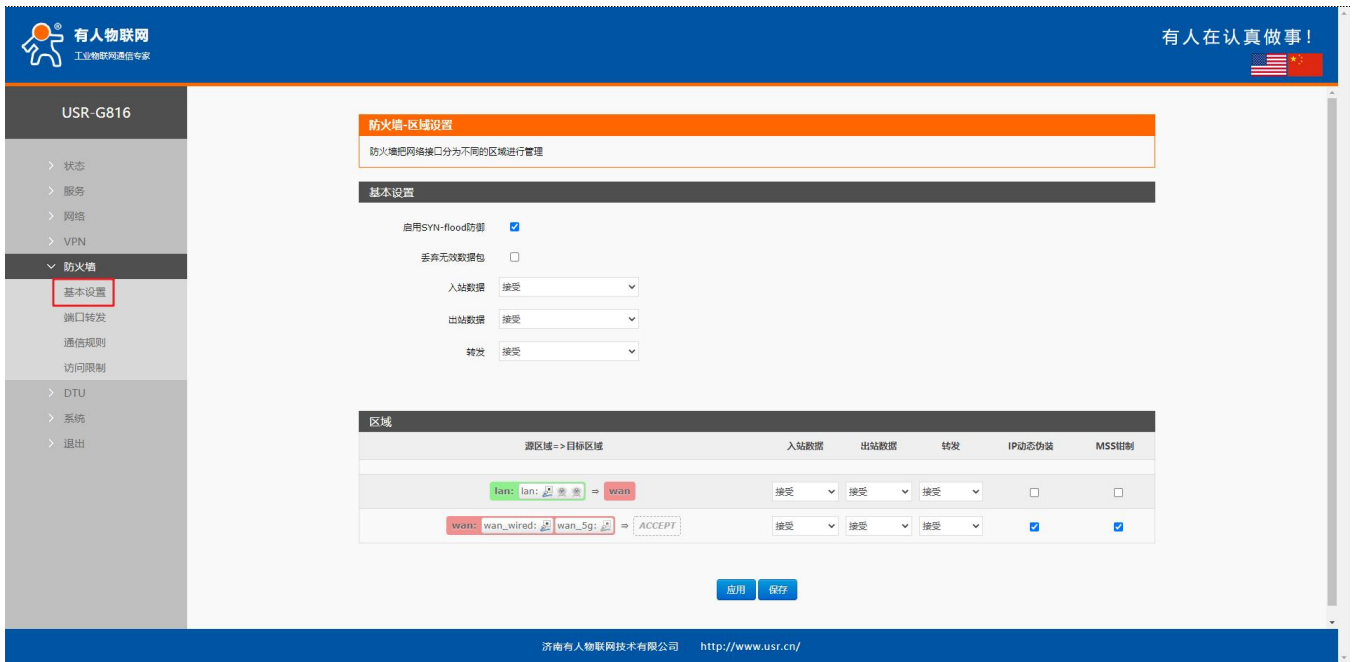 有人物联网
工业物联网通信专家
有人在认真做事!
USR-G816
状态
服务
网络
VPN
防火墙
基本设置
端口转发
通信规则
访问限制
DTU
系统
退出
防火墙-区域设置
防火墙把网络接口分为不同的区域进行管理
基本设置
启用SYN-flood防御
丢弃无效数据包
入站数据 接受
出站数据 接受
转发 接受
区域
源区域=>目标区域 入站数据 出站数据 转发 IP动态伪装 MSS钳制
lan: lan: ⇒ wan 接受 接受 接受
wan: wan_wired: wan_5g: ⇒ ACCEPT 接受 接受 接受
应用 保存
济南有人物联网技术有限公司 http://www.usr.cn/